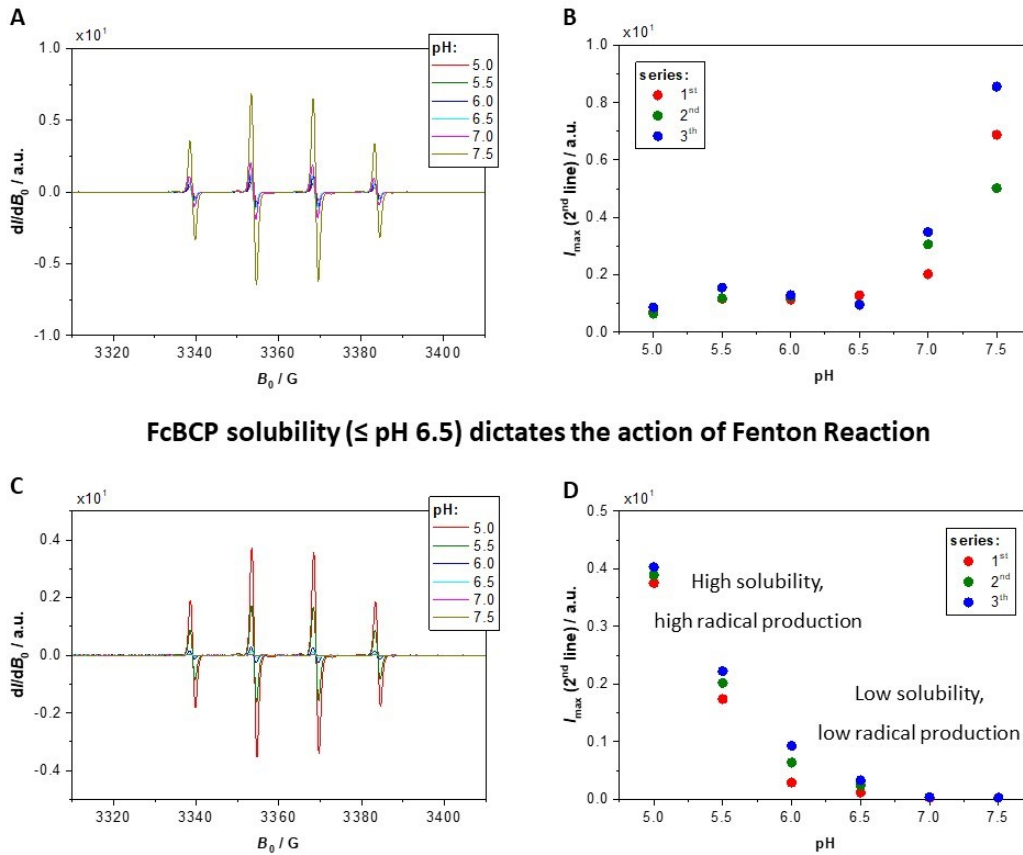 A
x10¹
pH:
5.0
5.5
6.0
6.5
7.0
7.5
1.0
0.5
0.0
-0.5
-1.0
dI/dB₀ / a.u.
3320 3340 3360 3380 3400
B₀ / G
B
x10¹
series:
1ˢᵗ
2ⁿᵈ
3ᵗʰ
1.0
0.8
0.6
0.4
0.2
0.0
Iₘₐₓ (2ⁿᵈ line) / a.u.
5.0 5.5 6.0 6.5 7.0 7.5
pH
FcBCP solubility (≤ pH 6.5) dictates the action of Fenton Reaction
C
x10¹
pH:
5.0
5.5
6.0
6.5
7.0
7.5
0.4
0.2
0.0
-0.2
-0.4
dI/dB₀ / a.u.
3320 3340 3360 3380 3400
B₀ / G
D
x10¹
series:
1ˢᵗ
2ⁿᵈ
3ᵗʰ
High solubility,
high radical production
Low solubility,
low radical production
0.5
0.4
0.3
0.2
0.1
0.0
Iₘₐₓ (2ⁿᵈ line) / a.u.
5.0 5.5 6.0 6.5 7.0 7.5
pH